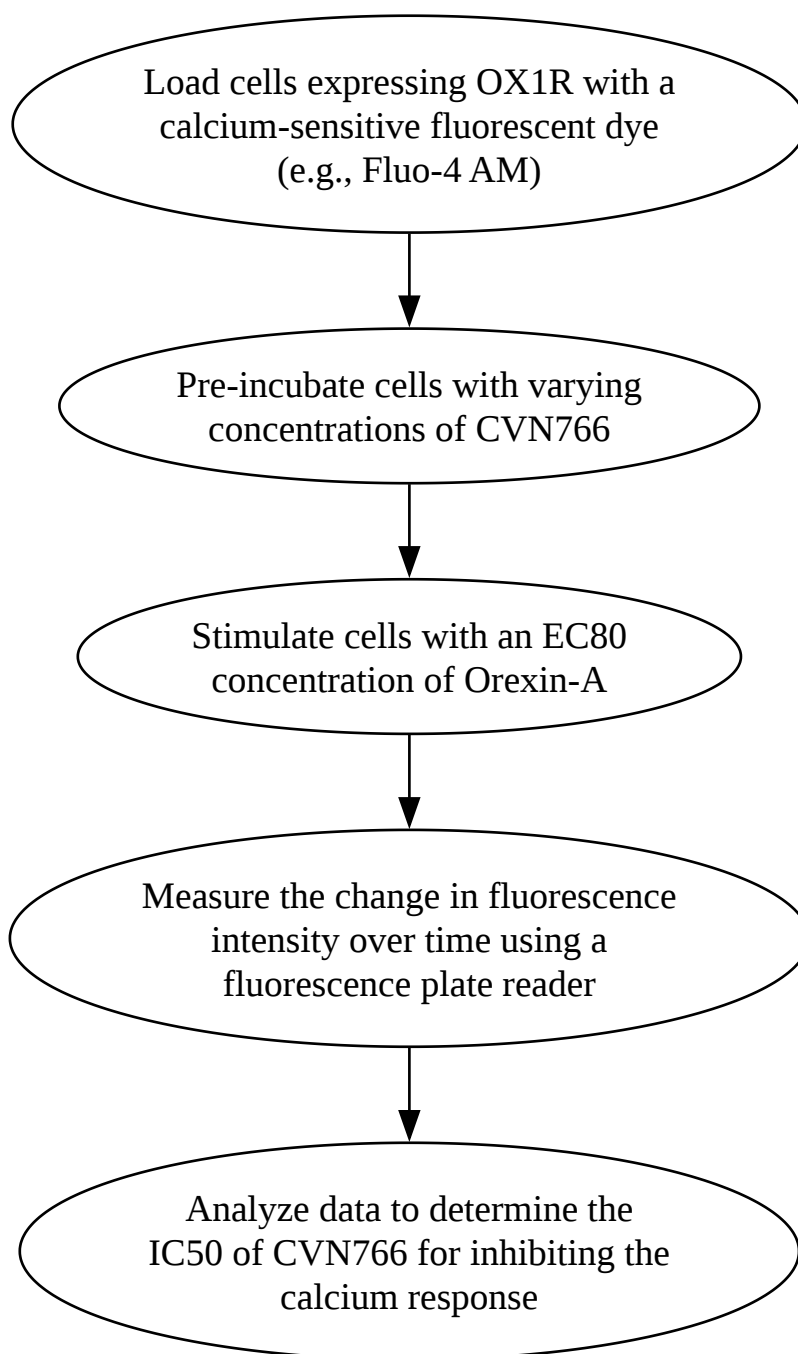 Load cells expressing OX1R with a
calcium-sensitive fluorescent dye
(e.g., Fluo-4 AM)
Pre-incubate cells with varying
concentrations of CVN766
Stimulate cells with an EC80
concentration of Orexin-A
Measure the change in fluorescence
intensity over time using a
fluorescence plate reader
Analyze data to determine the
IC50 of CVN766 for inhibiting the
calcium response